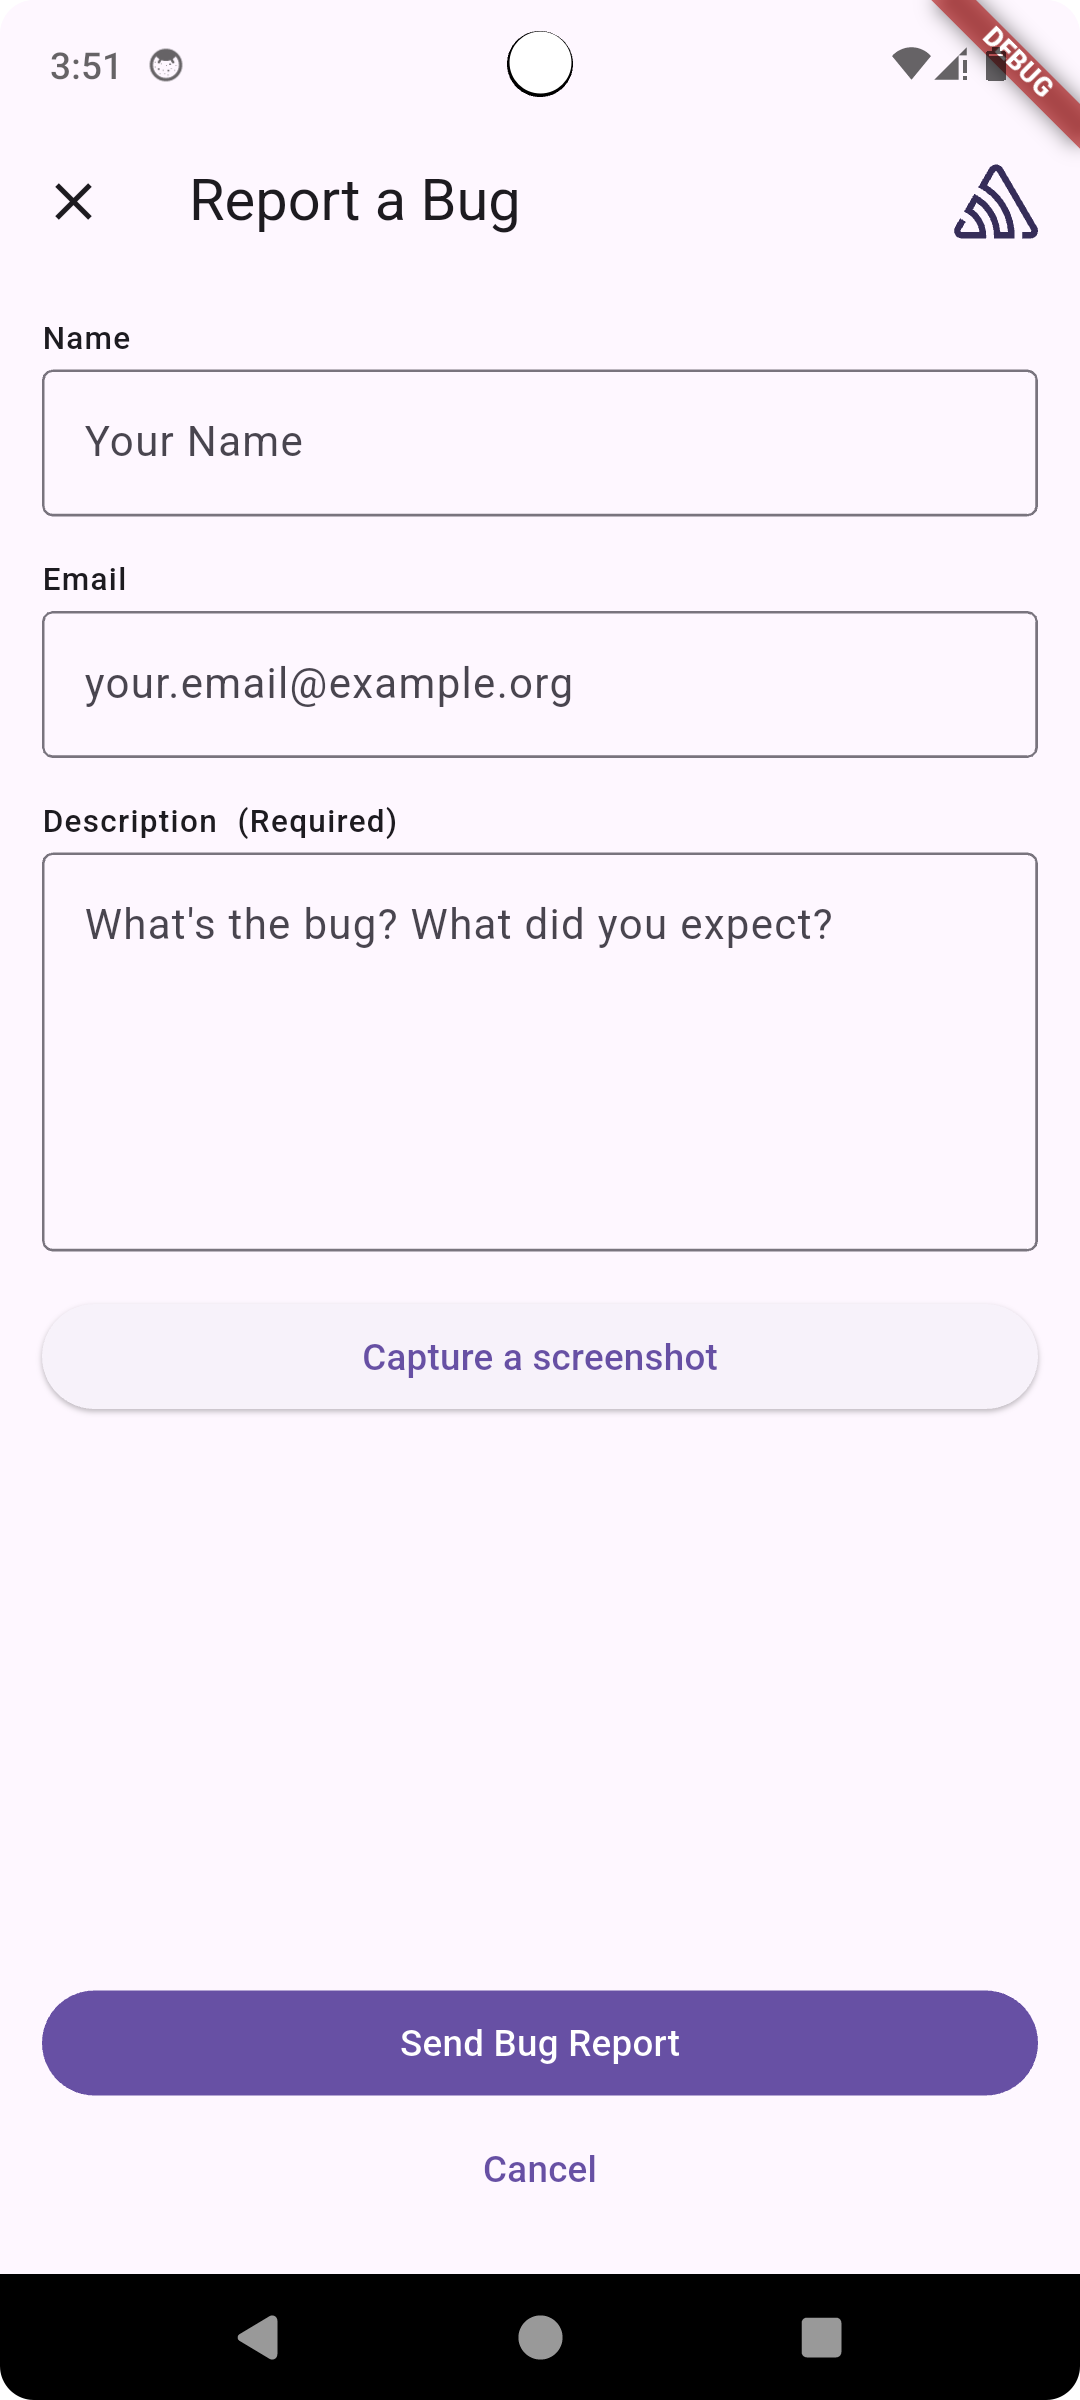 3:51
DEBUG
Report a Bug
Name
Your Name
Email
your.email@example.org
Description (Required)
What's the bug? What did you expect?
Capture a screenshot
Send Bug Report
Cancel